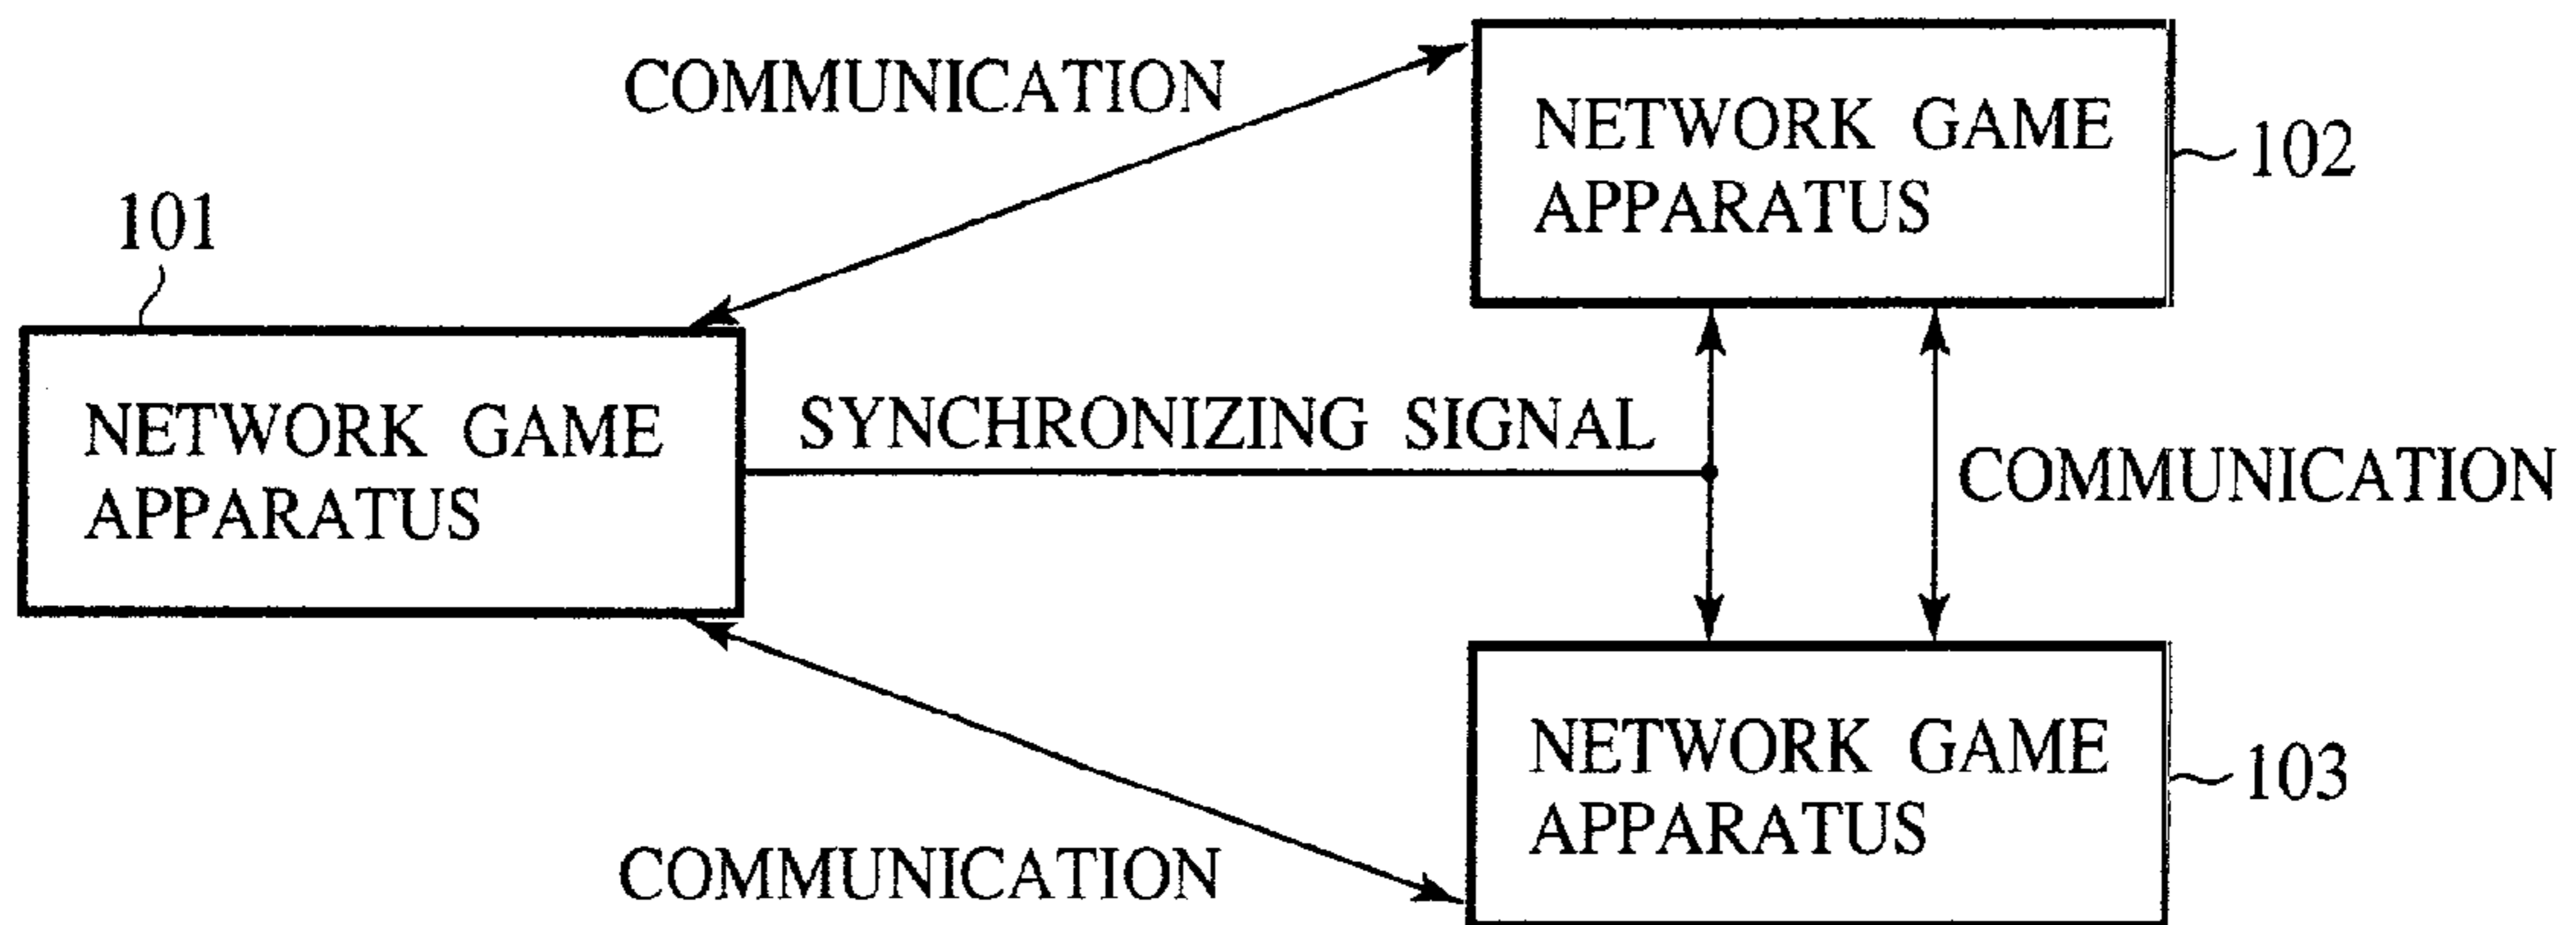 COMMUNICATION
NETWORK GAME
APPARATUS
102
101
NETWORK GAME
APPARATUS
SYNCHRONIZING SIGNAL
COMMUNICATION
NETWORK GAME
APPARATUS
103
COMMUNICATION